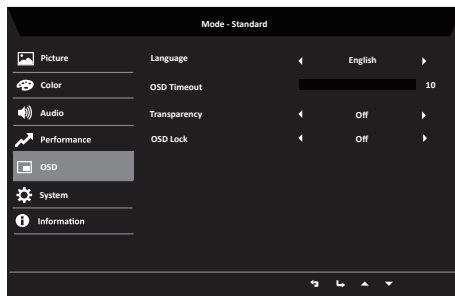 Mode - Standard
Picture
Language English
Color
OSD Timeout 10
Audio
Transparency Off
Performance
OSD Lock Off
OSD
System
Information